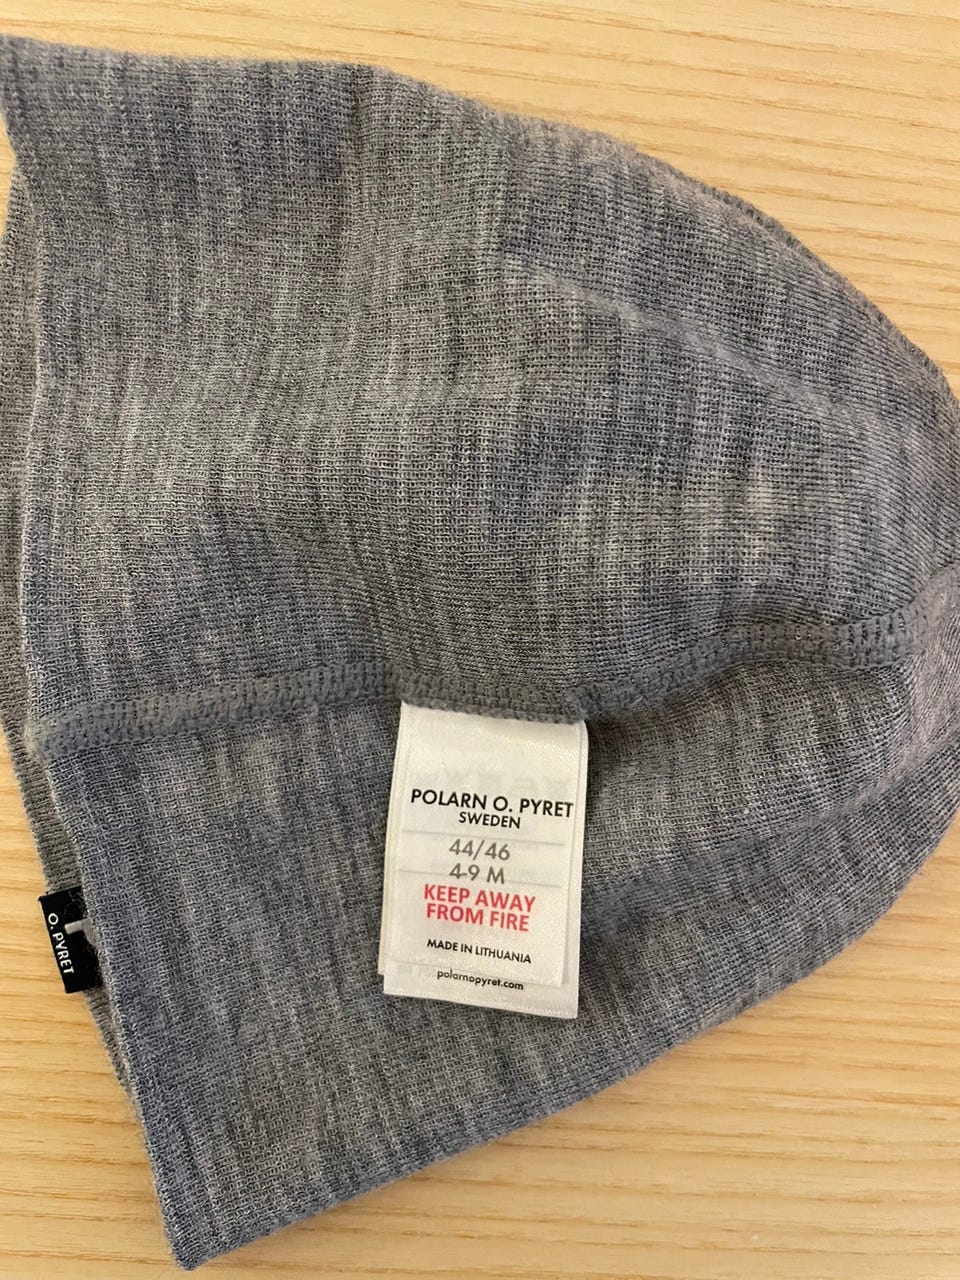 POLARN O. PYRET
SWEDEN
44/46
4-9 M
KEEP AWAY
FROM FIRE
MADE IN LITHUANIA
polarnopyret.com
O. PYRET